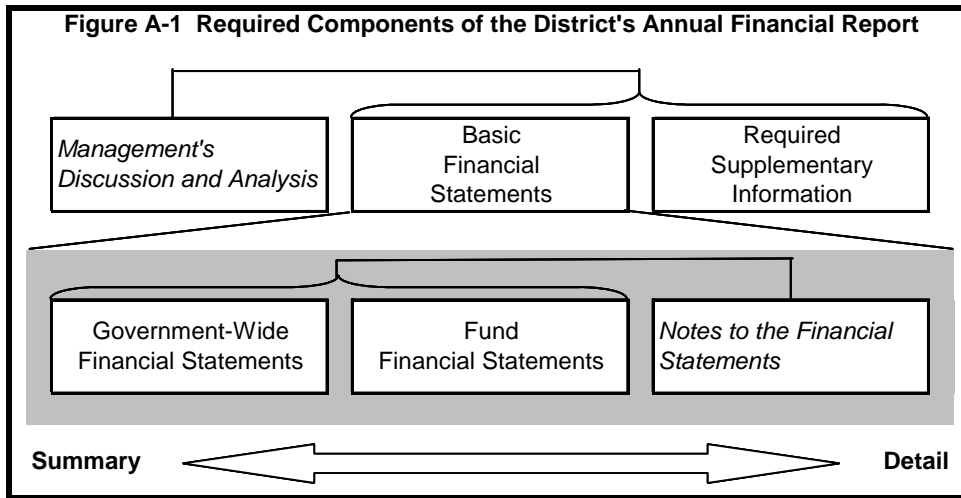 Figure A-1 Required Components of the District's Annual Financial Report
Management's
Discussion and Analysis
Basic
Financial
Statements
Required
Supplementary
Information
Government-Wide
Financial Statements
Fund
Financial Statements
Notes to the Financial
Statements
Summary
Detail